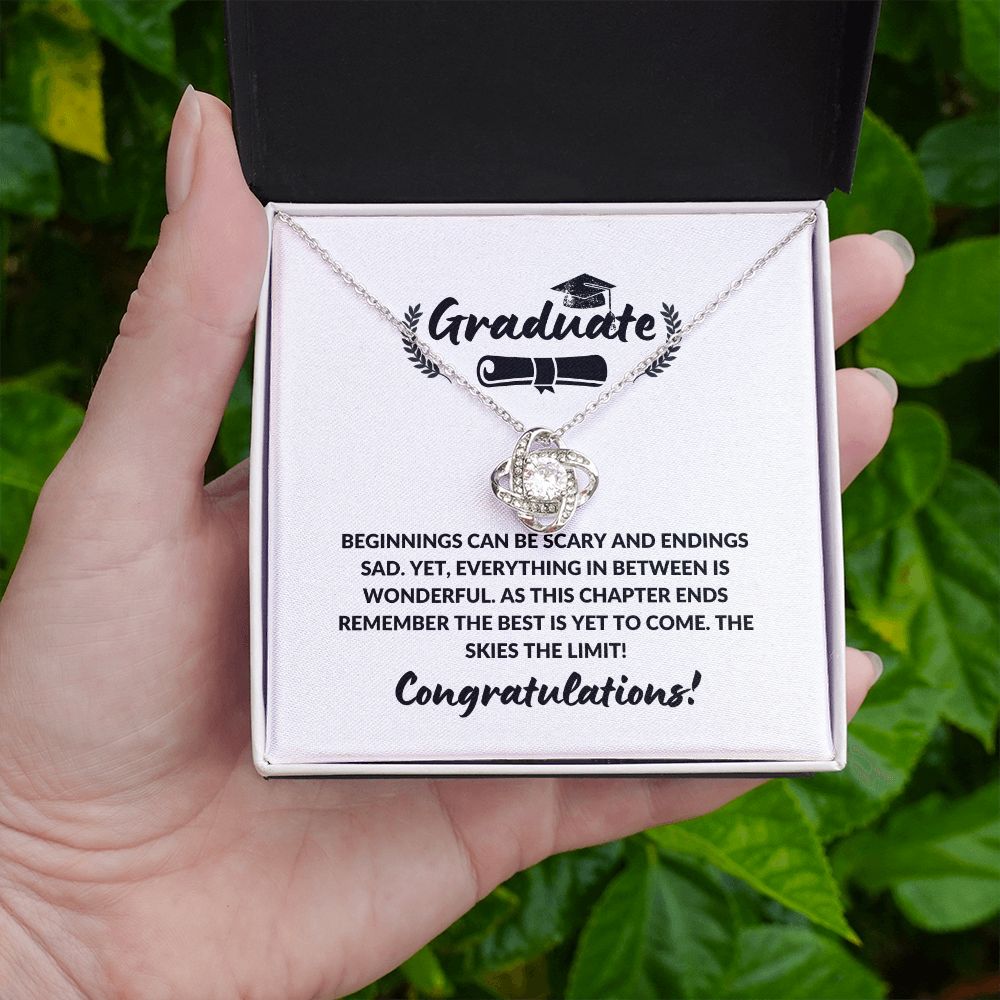 Graduate
BEGINNINGS CAN BE SCARY AND ENDINGS
SAD. YET, EVERYTHING IN BETWEEN IS
WONDERFUL. AS THIS CHAPTER ENDS
REMEMBER THE BEST IS YET TO COME. THE
SKIES THE LIMIT!
Congratulations!